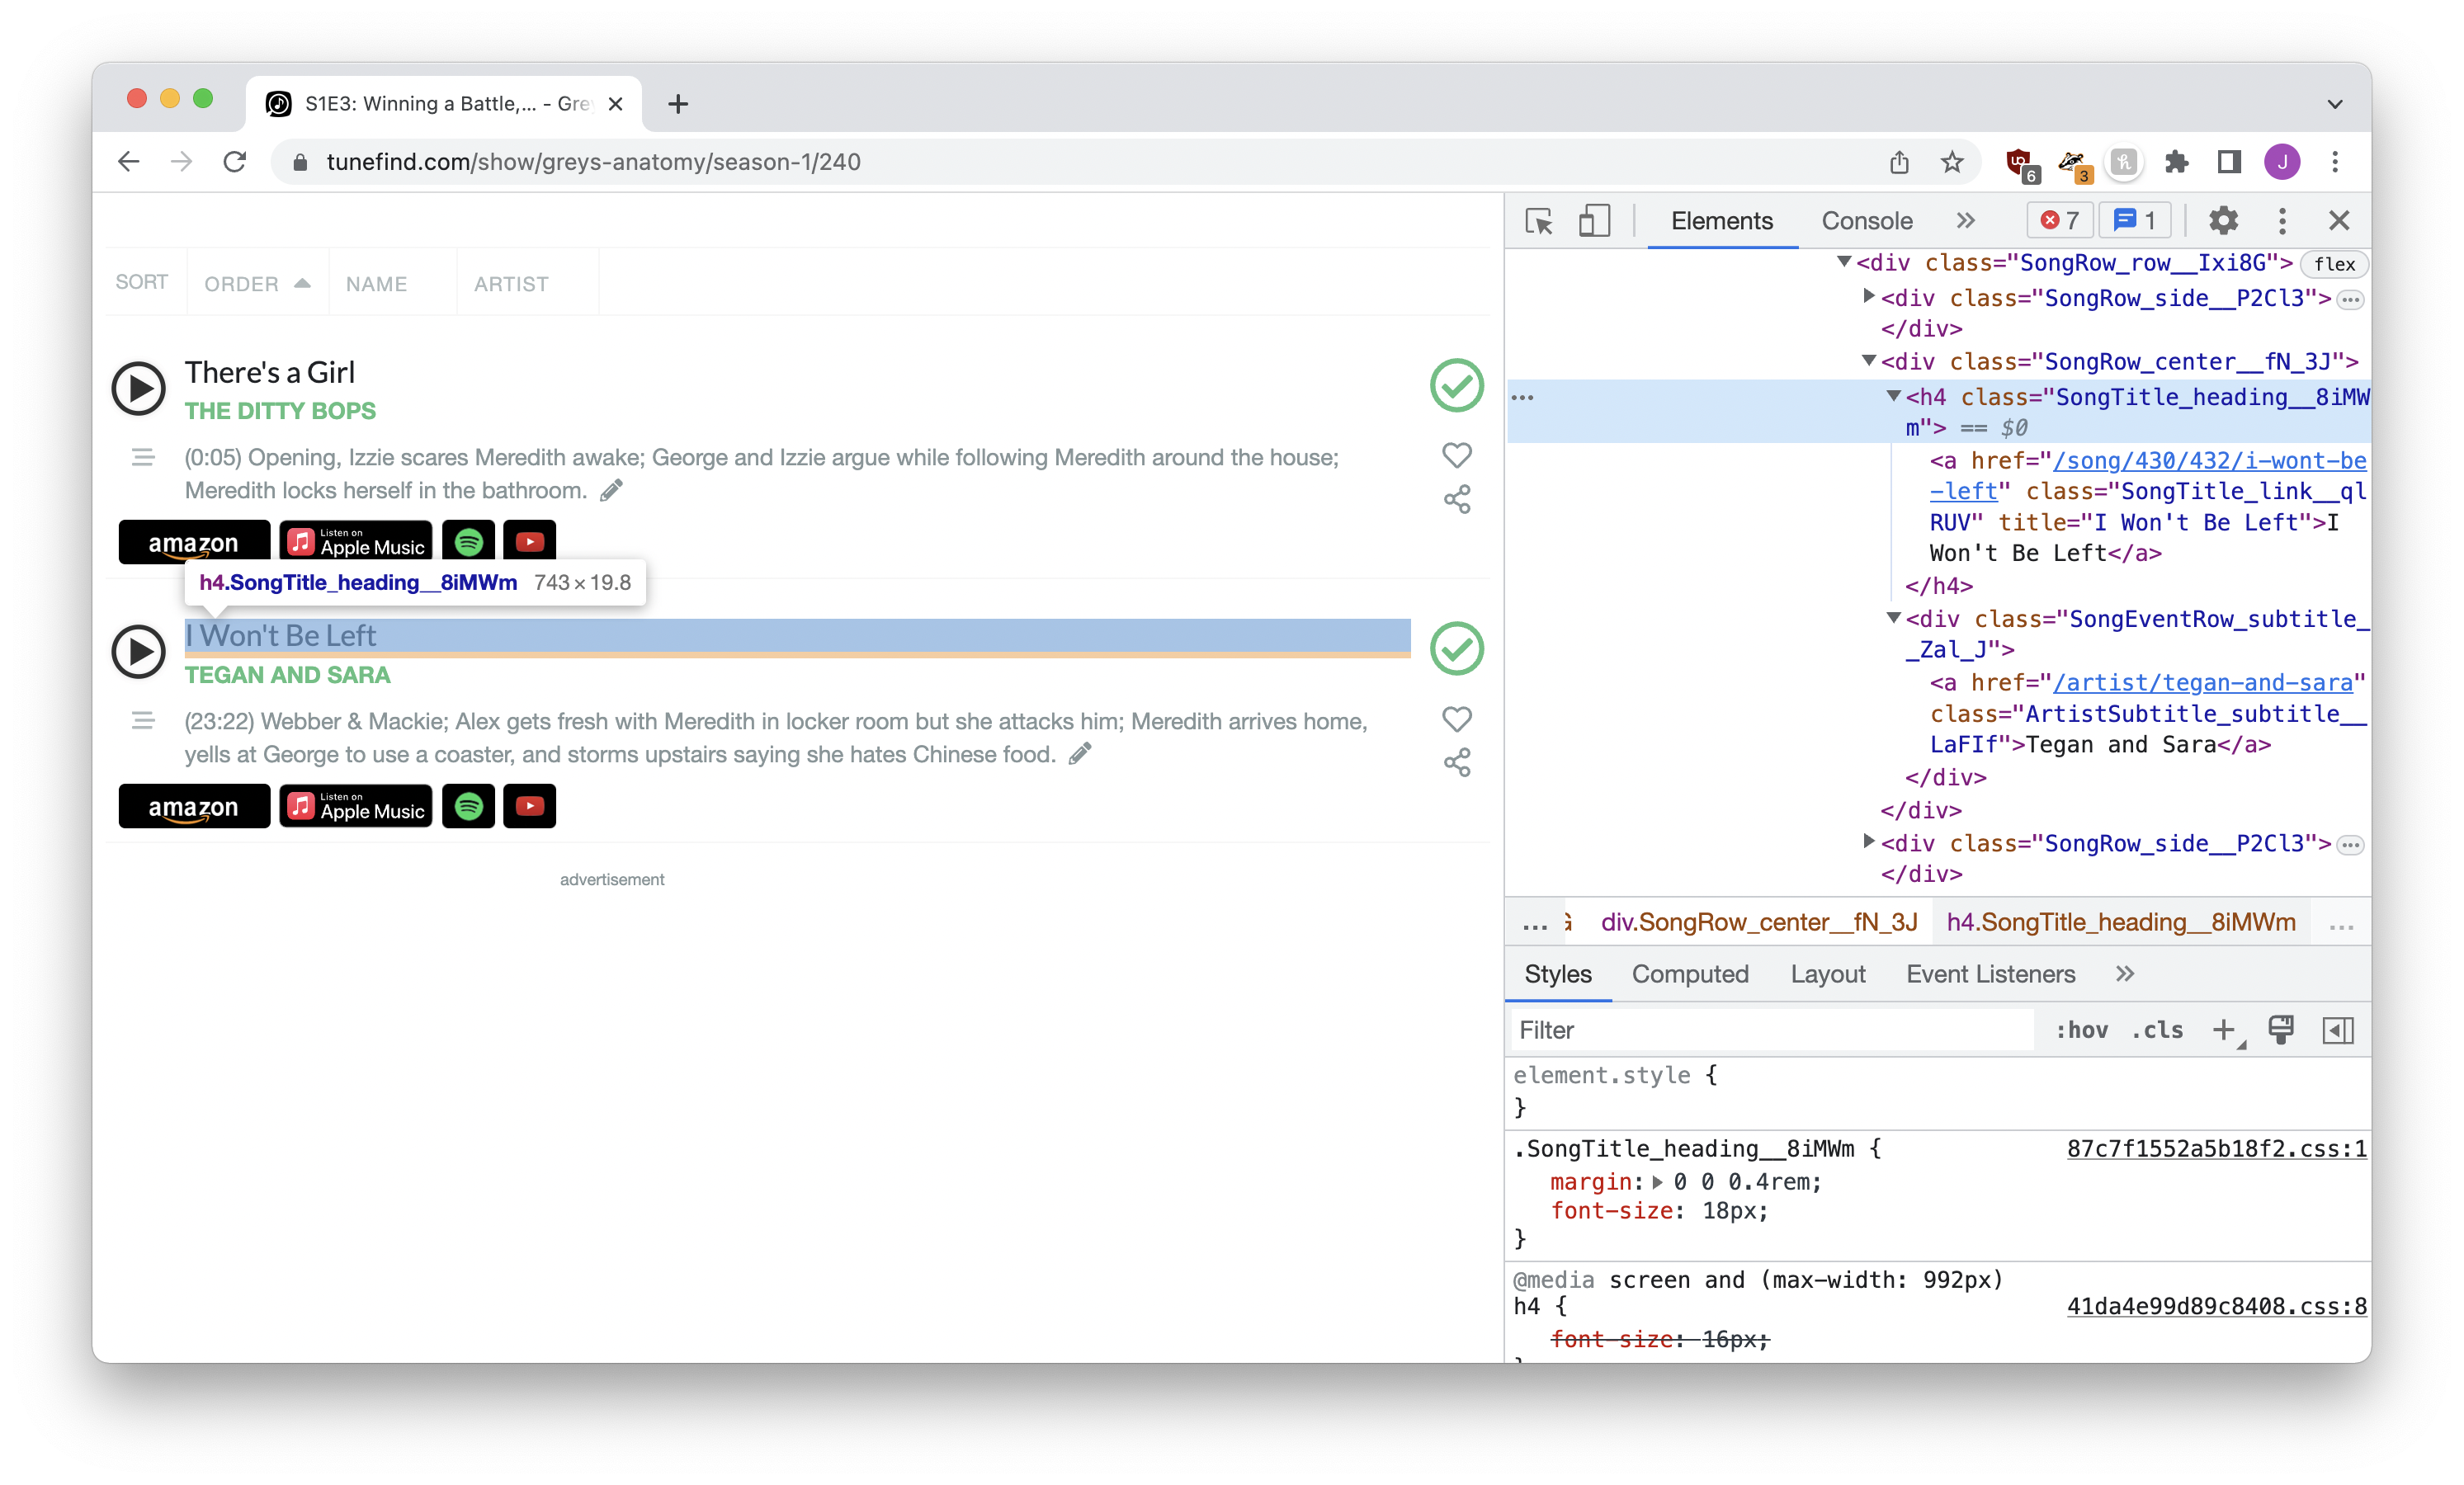 S1E3: Winning a Battle,... - Gre
tunefind.com/show/greys-anatomy/season-1/240
6
3
J
SORT
ORDER
NAME
ARTIST
There's a Girl
THE DITTY BOPS
(0:05) Opening, Izzie scares Meredith awake; George and Izzie argue while following Meredith around the house;
Meredith locks herself in the bathroom.
amazon
Listen on
Apple Music
h4.SongTitle_heading__8iMWm 743 × 19.8
I Won't Be Left
TEGAN AND SARA
(23:22) Webber & Mackie; Alex gets fresh with Meredith in locker room but she attacks him; Meredith arrives home,
yells at George to use a coaster, and storms upstairs saying she hates Chinese food.
amazon
Listen on
Apple Music
advertisement
Elements
Console
7
1
<div class="SongRow_row__Ixi8G"> flex
<div class="SongRow_side__P2Cl3"> …
</div>
<div class="SongRow_center__fN_3J">
<h4 class="SongTitle_heading__8iMW
m"> == $0
<a href="/song/430/432/i-wont-be
-left" class="SongTitle_link__ql
RUV" title="I Won't Be Left">I
Won't Be Left</a>
</h4>
<div class="SongEventRow_subtitle_
_Zal_J">
<a href="/artist/tegan-and-sara"
class="ArtistSubtitle_subtitle__
LaFIf">Tegan and Sara</a>
</div>
</div>
<div class="SongRow_side__P2Cl3"> …
</div>
... G div.SongRow_center__fN_3J h4.SongTitle_heading__8iMWm ...
Styles
Computed
Layout
Event Listeners
Filter
:hov
.cls
element.style {
}
.SongTitle_heading__8iMWm { 87c7f1552a5b18f2.css:1
margin: 0 0 0.4rem;
font-size: 18px;
}
@media screen and (max-width: 992px)
h4 { 41da4e99d89c8408.css:8
font-size: 16px;